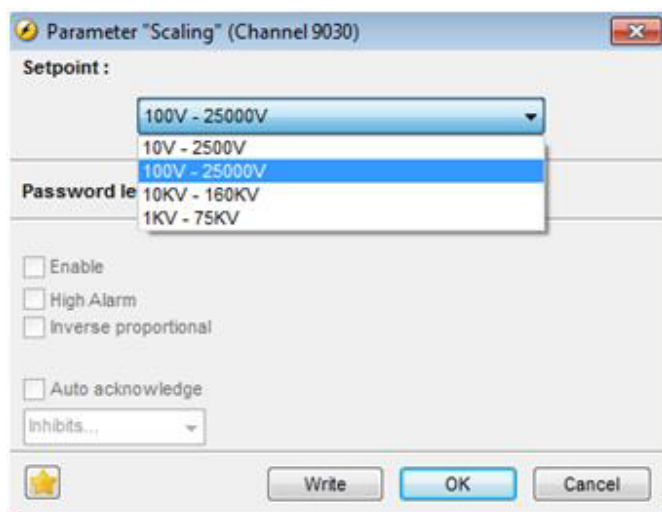 Parameter "Scaling" (Channel 9030)
Setpoint :
100V - 25000V
10V - 2500V
100V - 25000V
Password le
10KV - 160KV
1KV - 75KV
Enable
High Alarm
Inverse proportional
Auto acknowledge
Inhibits...
Write OK Cancel